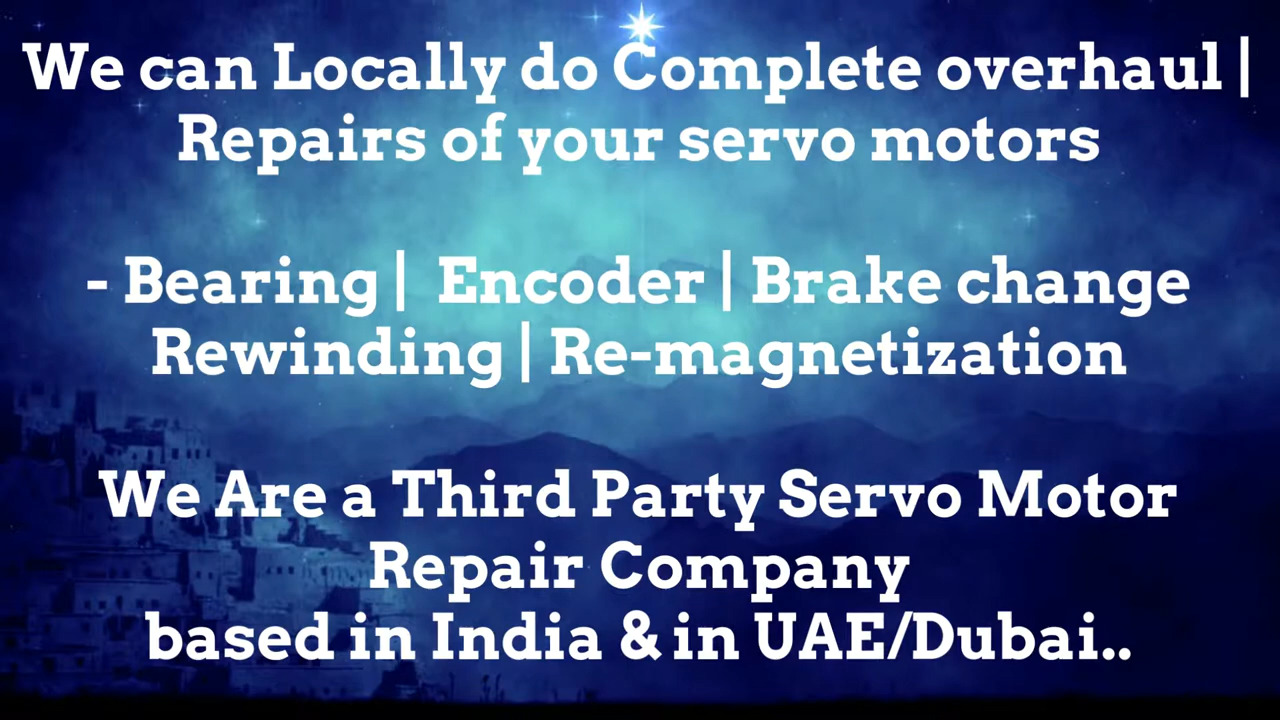 We can Locally do Complete overhaul |
Repairs of your servo motors
- Bearing |  Encoder | Brake change
Rewinding | Re-magnetization
We Are a Third Party Servo Motor
Repair Company
based in India & in UAE/Dubai..